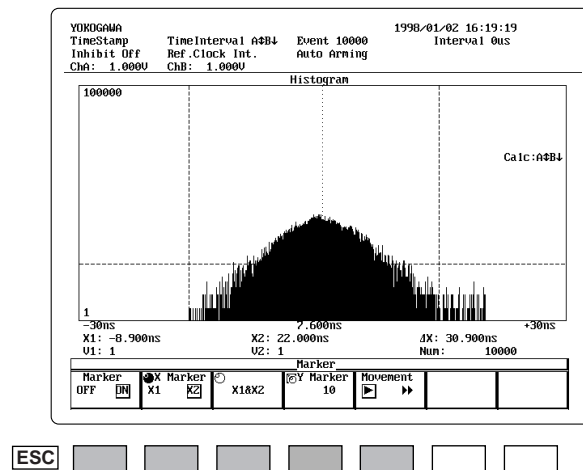 YOKOGAWA 1998/01/02 16:19:19
TimeStamp TimeInterval A↕B↓ Event 10000 Interval 0us
Inhibit Off Ref.Clock Int. Auto Arming
ChA: 1.000V ChB: 1.000V
Histogram
100000
Calc:A↕B↓
1
-30ns 7.600ns +30ns
X1: -8.900ns X2: 22.000ns ΔX: 30.900ns
V1: 1 V2: 1 Num: 10000
Marker
Marker X Marker Y Marker Movement
OFF ON X1 X2 X1&X2 10
ESC